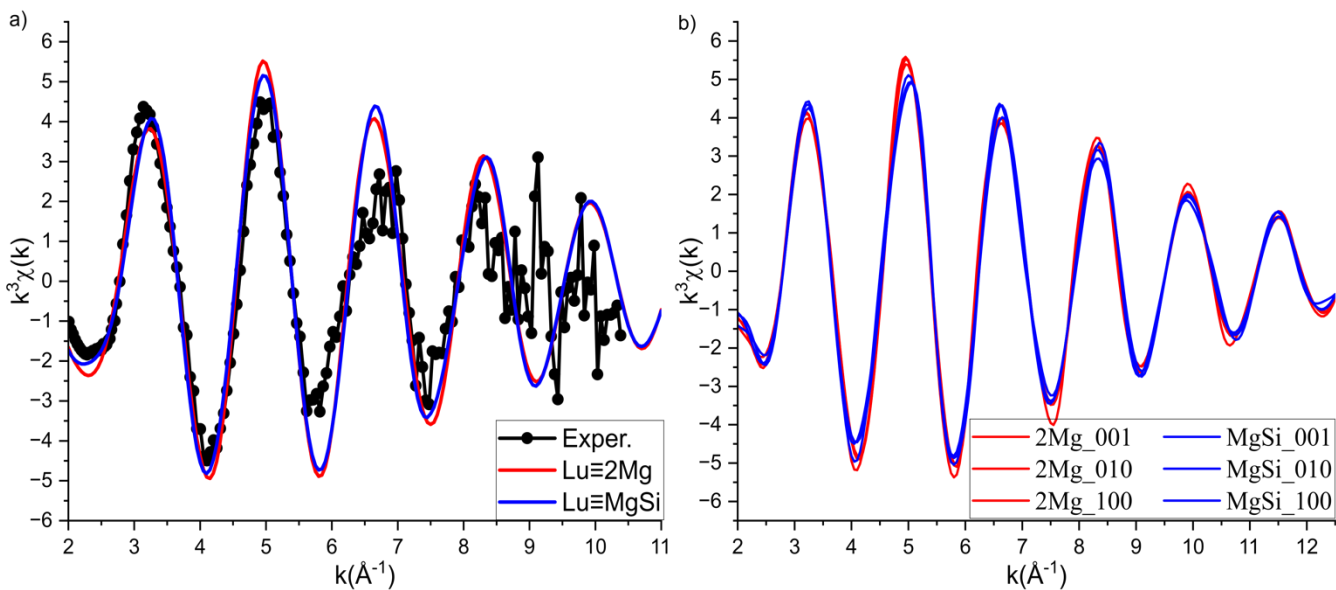 a)
6
5
4
3
2
1
0
−1
−2
−3
−4
−5
−6
k³χ(k)
2 3 4 5 6 7 8 9 10 11
k(Å⁻¹)
Exper.
Lu≡2Mg
Lu≡MgSi
b)
6
5
4
3
2
1
0
−1
−2
−3
−4
−5
−6
k³χ(k)
2 3 4 5 6 7 8 9 10 11 12
k(Å⁻¹)
2Mg_001 MgSi_001
2Mg_010 MgSi_010
2Mg_100 MgSi_100